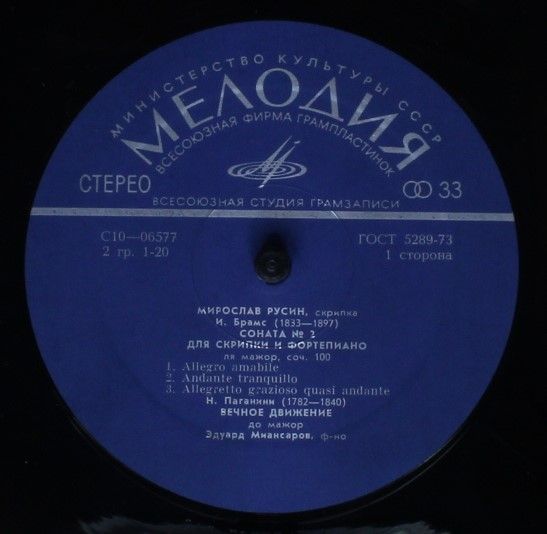 МИНИСТЕРСТВО КУЛЬТУРЫ СССР
МЕЛОДИЯ
ВСЕСОЮЗНАЯ ФИРМА ГРАМПЛАСТИНОК
СТЕРЕО
33
ВСЕСОЮЗНАЯ СТУДИЯ ГРАМЗАПИСИ
С10—06577
ГОСТ 5289-73
2 гр. 1-20
1 сторона
МИРОСЛАВ РУСИН, скрипка
И. Брамс (1833—1897)
СОНАТА № 2
ДЛЯ СКРИПКИ И ФОРТЕПИАНО
ля мажор, соч. 100
1. Allegro amabile
2. Andante tranquillo
3. Allegretto grazioso quasi andante
Н. Паганини (1782—1840)
ВЕЧНОЕ ДВИЖЕНИЕ
до мажор
Эдуард Миансаров, ф-но